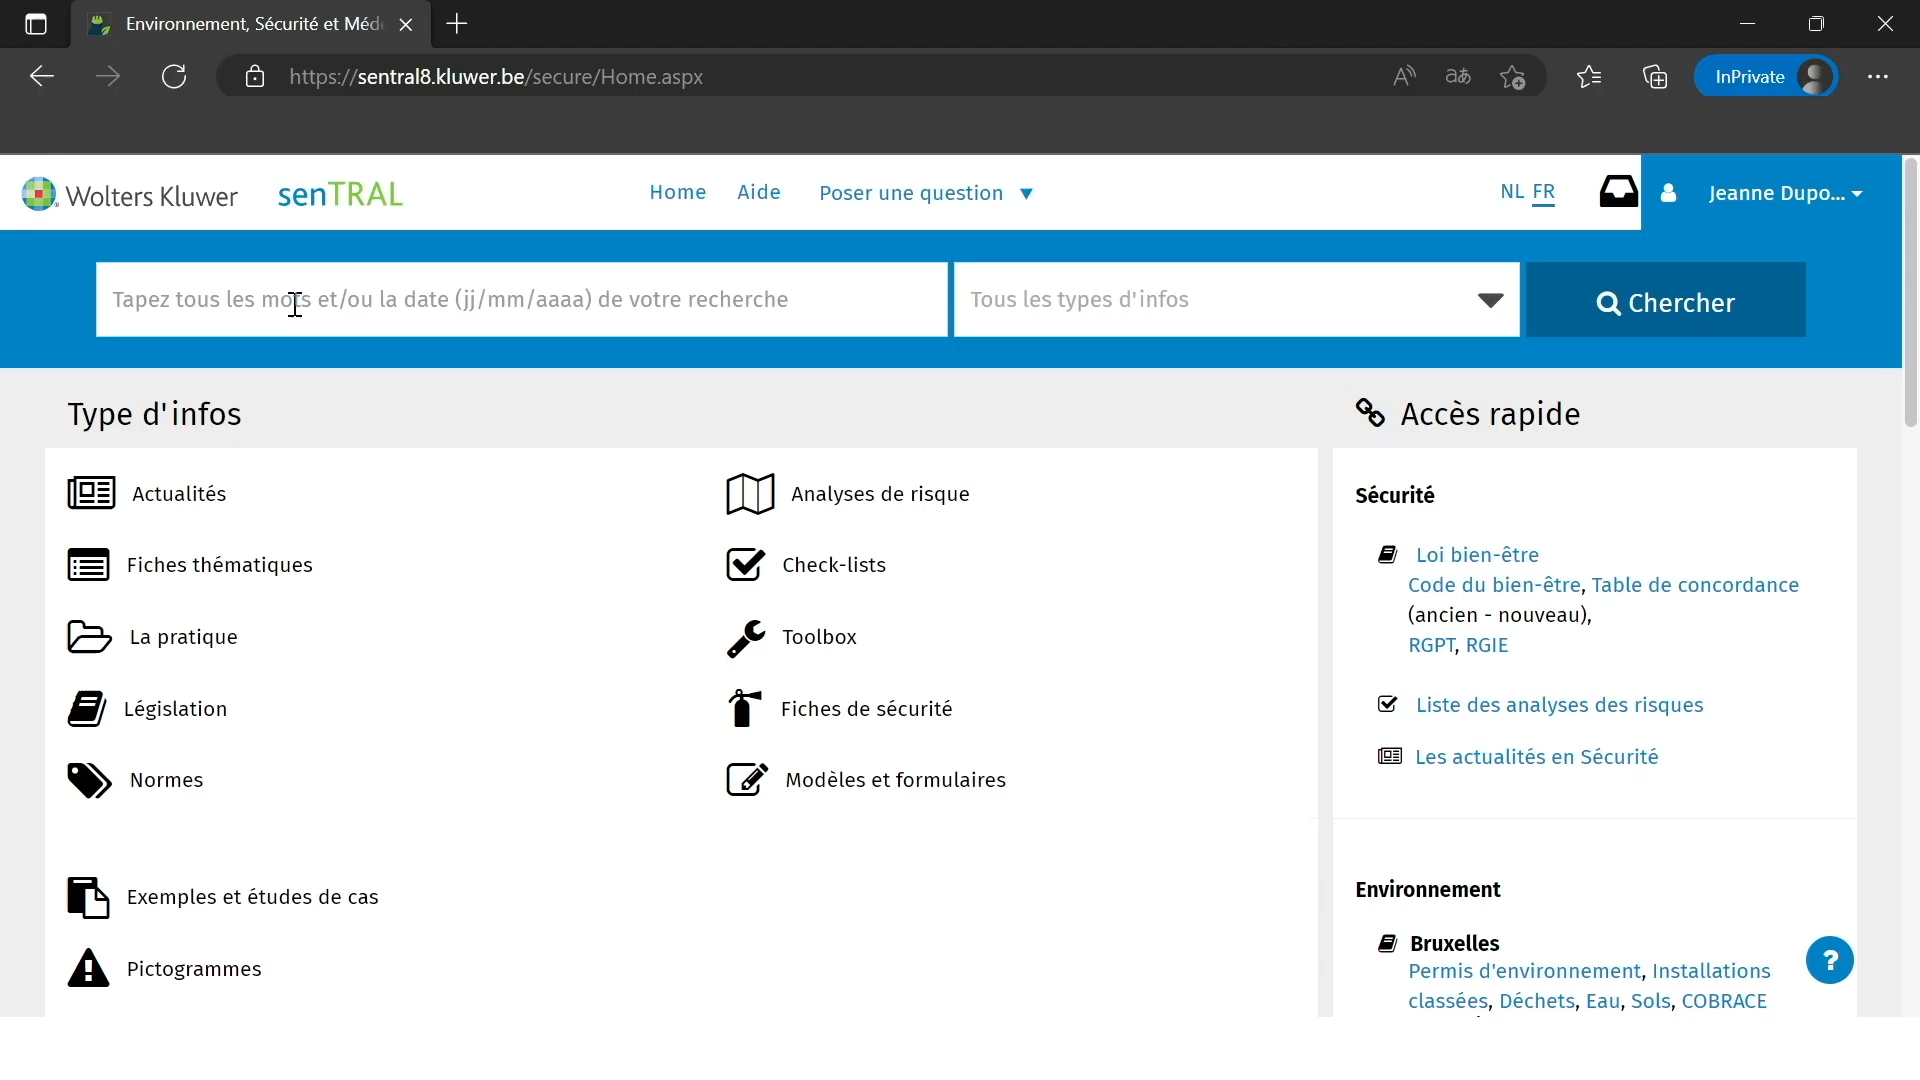 Environnement, Sécurité et Méde
https://sentral8.kluwer.be/secure/Home.aspx
InPrivate
Wolters Kluwer
senTRAL
Home
Aide
Poser une question
NL FR
Jeanne Dupo...
Tapez tous les mots et/ou la date (jj/mm/aaaa) de votre recherche
Tous les types d'infos
Chercher
Type d'infos
Actualités
Fiches thématiques
La pratique
Législation
Normes
Exemples et études de cas
Pictogrammes
Analyses de risque
Check-lists
Toolbox
Fiches de sécurité
Modèles et formulaires
Accès rapide
Sécurité
Loi bien-être
Code du bien-être, Table de concordance
(ancien - nouveau),
RGPT, RGIE
Liste des analyses des risques
Les actualités en Sécurité
Environnement
Bruxelles
Permis d'environnement, Installations
classées, Déchets, Eau, Sols, COBRACE
?